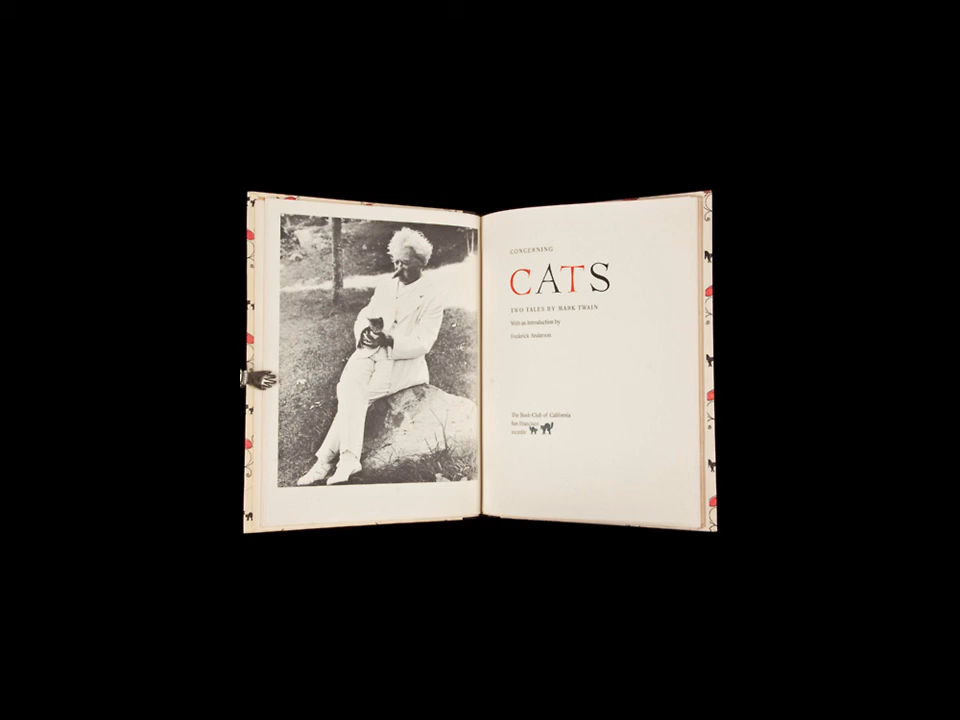 CONCERNING
CATS
TWO TALES BY MARK TWAIN
With an Introduction by
Frederick Anderson
The Book Club of California
San Francisco